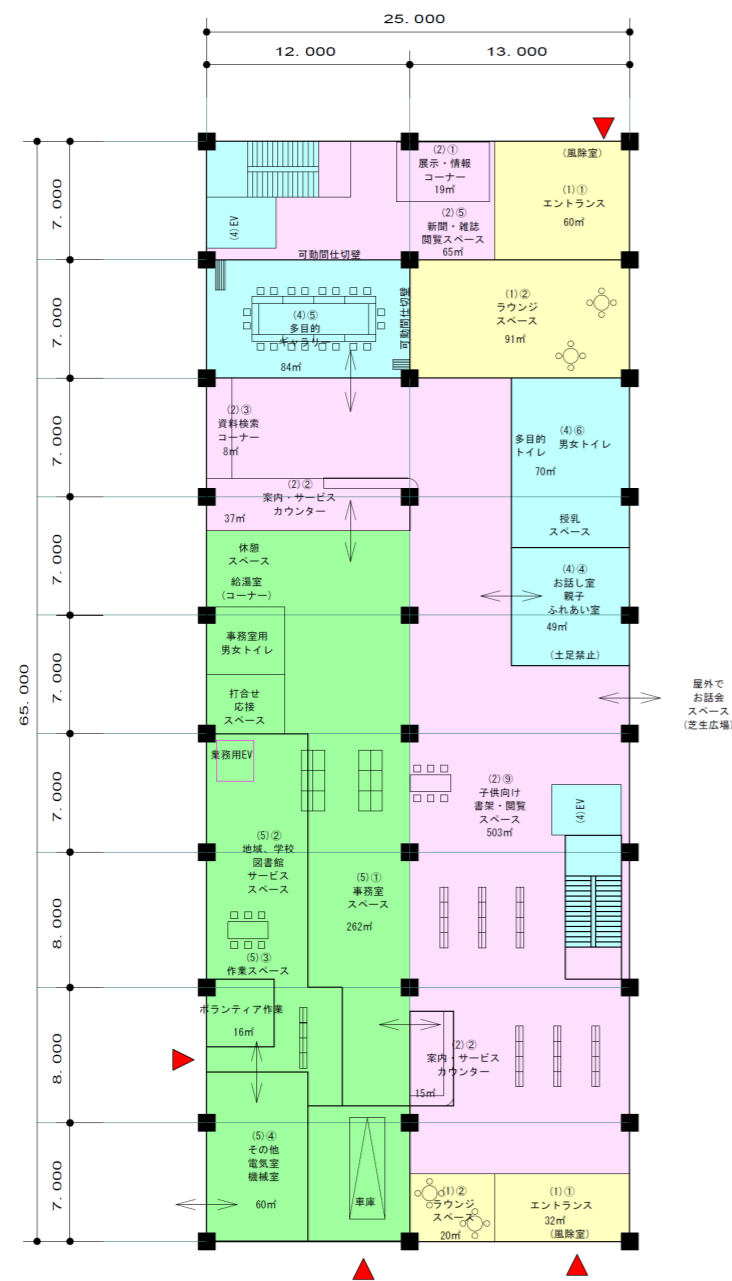 25.000
12.000
13.000
7.000
7.000
7.000
7.000
7.000
7.000
8.000
8.000
7.000
65.000
(2)①
展示・情報
コーナー
19㎡
(風除室)
(1)①
エントランス
60㎡
(4)EV
(2)⑤
新聞・雑誌
閲覧スペース
65㎡
可動間仕切壁
可動間仕切壁
(4)⑤
多目的
ギャラリー
84㎡
(1)②
ラウンジ
スペース
91㎡
(2)③
資料検索
コーナー
8㎡
(4)⑥
男女トイレ
多目的
トイレ
70㎡
(2)②
案内・サービス
カウンター
37㎡
授乳
スペース
休憩
スペース
給湯室
(コーナー)
(4)④
お話し室
親子
ふれあい室
49㎡
(土足禁止)
事務室用
男女トイレ
打合せ
応接
スペース
屋外で
お話会
スペース
(芝生広場)
業務用EV
(2)⑨
子供向け
書架・閲覧
スペース
503㎡
(4)EV
(5)②
地域、学校
図書館
サービス
スペース
(5)①
事務室
スペース
262㎡
(5)③
作業スペース
ボランティア作業
16㎡
(2)②
案内・サービス
カウンター
15㎡
(5)④
その他
電気室
機械室
60㎡
車庫
(1)②
ラウンジ
スペース
20㎡
(1)①
エントランス
32㎡
(風除室)